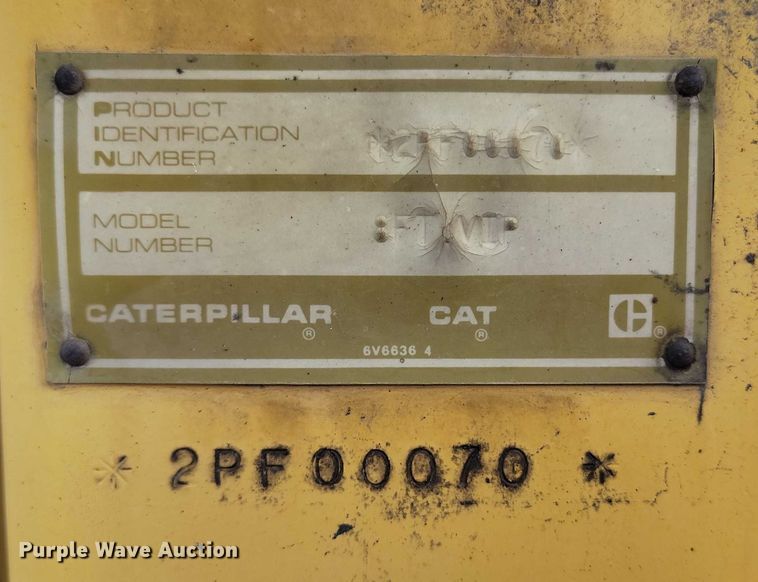 PRODUCT
IDENTIFICATION
NUMBER
MODEL
NUMBER
CATERPILLAR ® CAT ® C ®
6V6636 4
* 2PF00070 *
Purple Wave Auction